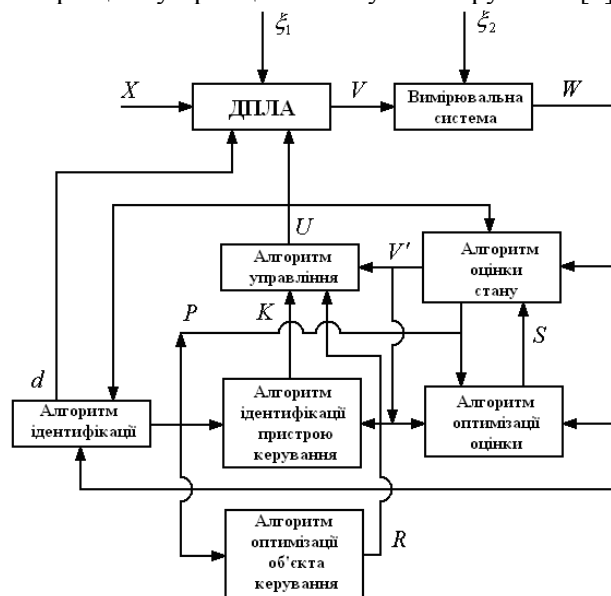 ξ1
ξ2
X
ДПЛА
V
Вимірювальна
система
W
U
Алгоритм
управління
V'
Алгоритм
оцінки
стану
P
K
S
d
Алгоритм
ідентифікації
Алгоритм
ідентифікації
пристрою
керування
Алгоритм
оптимізації
оцінки
Алгоритм
оптимізації
об'єкта
керування
R